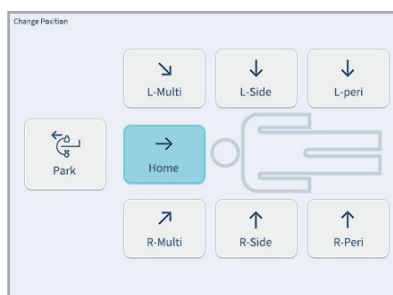 Change Position
L-Multi
L-Side
L-peri
Park
Home
R-Multi
R-Side
R-Peri